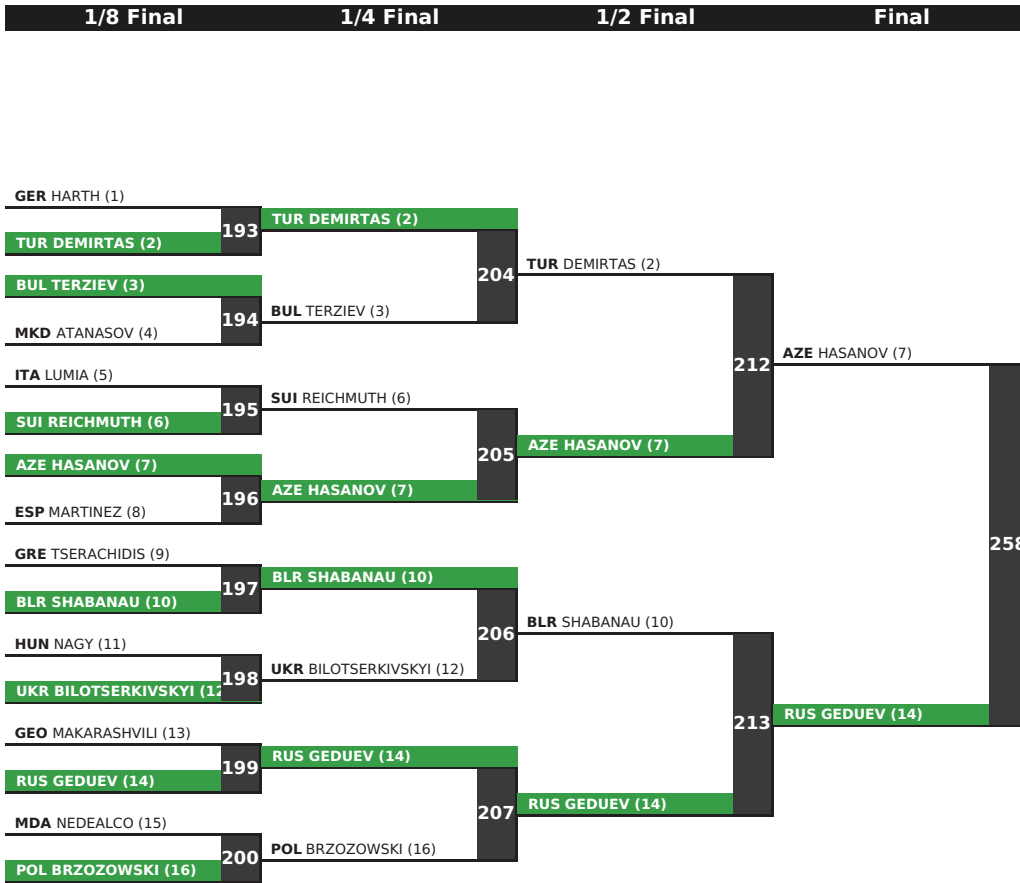 1/8 Final
1/4 Final
1/2 Final
Final
GER HARTH (1)
193
TUR DEMIRTAS (2)
BUL TERZIEV (3)
194
MKD ATANASOV (4)
ITA LUMIA (5)
195
SUI REICHMUTH (6)
AZE HASANOV (7)
196
ESP MARTINEZ (8)
GRE TSERACHIDIS (9)
197
BLR SHABANAU (10)
HUN NAGY (11)
198
UKR BILOTSERKIVSKYI (12
GEO MAKARASHVILI (13)
199
RUS GEDUEV (14)
MDA NEDEALCO (15)
200
POL BRZOZOWSKI (16)
TUR DEMIRTAS (2)
204
BUL TERZIEV (3)
SUI REICHMUTH (6)
205
AZE HASANOV (7)
BLR SHABANAU (10)
206
UKR BILOTSERKIVSKYI (12)
RUS GEDUEV (14)
207
POL BRZOZOWSKI (16)
TUR DEMIRTAS (2)
212
AZE HASANOV (7)
BLR SHABANAU (10)
213
RUS GEDUEV (14)
AZE HASANOV (7)
258
RUS GEDUEV (14)